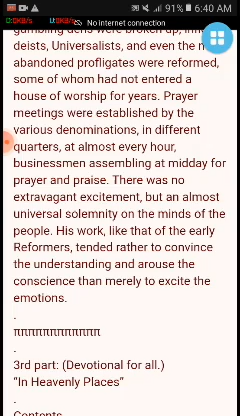 0:0KB/s U:0KB/s 91% 6:40 AM
No internet connection
gambling dens were broken up,
deists, Universalists, and even the
abandoned profligates were reformed,
some of whom had not entered a
house of worship for years. Prayer
meetings were established by the
various denominations, in different
quarters, at almost every hour,
businessmen assembling at midday for
prayer and praise. There was no
extravagant excitement, but an almost
universal solemnity on the minds of the
people. His work, like that of the early
Reformers, tended rather to convince
the understanding and arouse the
conscience than merely to excite the
emotions.
.
πππππππππππππ
.
3rd part: (Devotional for all.)
“In Heavenly Places”
.
Contents